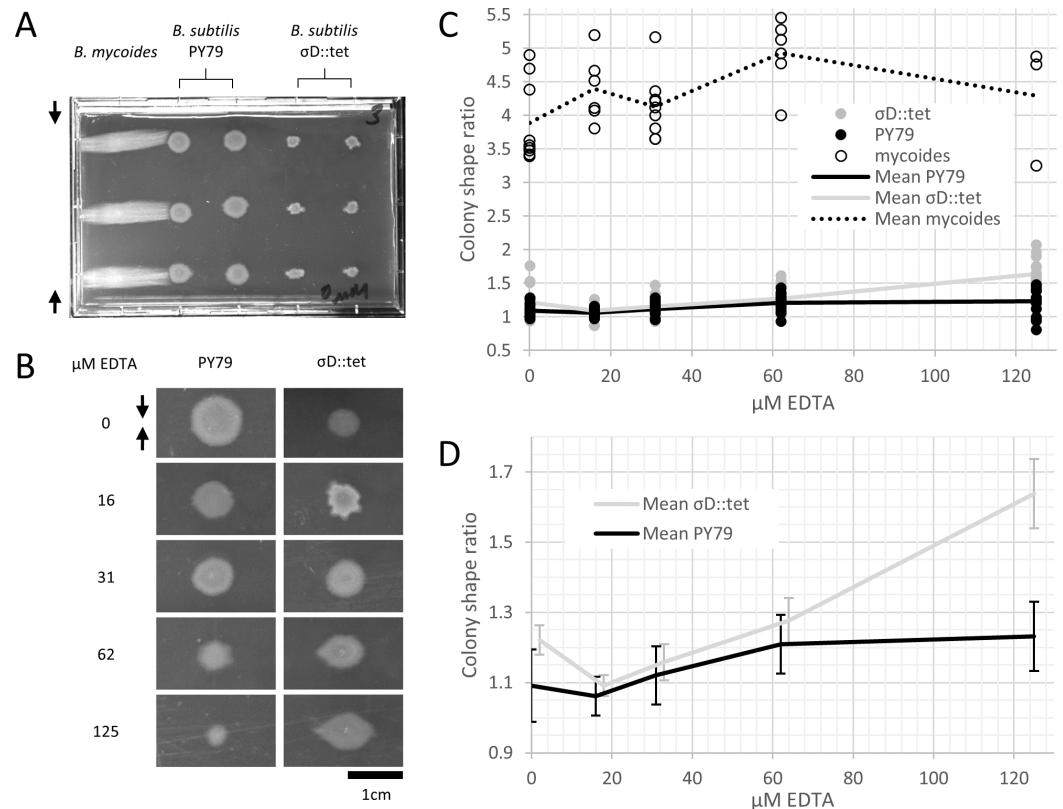 A
B. mycoides
B. subtilis
PY79
B. subtilis
σD::tet
3
B
μM EDTA
PY79
σD::tet
0
16
31
62
125
1cm
C
Colony shape ratio
5.5
5
4.5
4
3.5
3
2.5
2
1.5
1
0.5
0
20
40
60
80
100
120
μM EDTA
σD::tet
PY79
mycoides
Mean PY79
Mean σD::tet
Mean mycoides
D
Colony shape ratio
1.7
1.5
1.3
1.1
0.9
0
20
40
60
80
100
120
μM EDTA
Mean σD::tet
Mean PY79